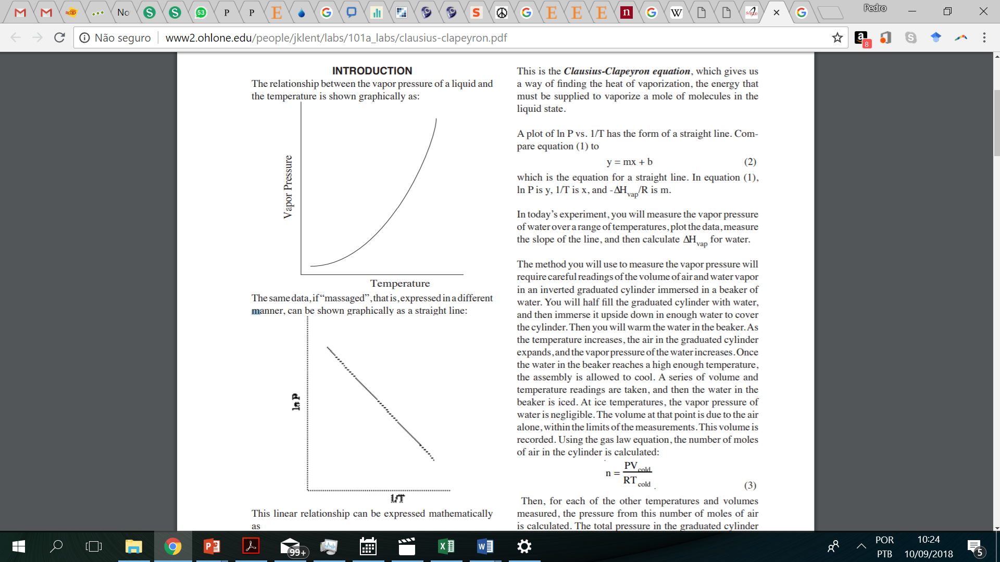 No
53
P
P
E
G
S
G
E
E
E
n
G
W
G
Pedro
Não seguro
www2.ohlone.edu/people/jklent/labs/101a_labs/clausius-clapeyron.pdf
8
INTRODUCTION
The relationship between the vapor pressure of a liquid and
the temperature is shown graphically as:
Vapor Pressure
Temperature
The same data, if “massaged”, that is, expressed in a different
manner, can be shown graphically as a straight line:
ln P
1/T
This linear relationship can be expressed mathematically
as
This is the Clausius-Clapeyron equation, which gives us
a way of finding the heat of vaporization, the energy that
must be supplied to vaporize a mole of molecules in the
liquid state.
A plot of ln P vs. 1/T has the form of a straight line. Com-
pare equation (1) to
y = mx + b (2)
which is the equation for a straight line. In equation (1),
ln P is y, 1/T is x, and -ΔHvap/R is m.
In today’s experiment, you will measure the vapor pressure
of water over a range of temperatures, plot the data, measure
the slope of the line, and then calculate ΔHvap for water.
The method you will use to measure the vapor pressure will
require careful readings of the volume of air and water vapor
in an inverted graduated cylinder immersed in a beaker of
water. You will half fill the graduated cylinder with water,
and then immerse it upside down in enough water to cover
the cylinder. Then you will warm the water in the beaker. As
the temperature increases, the air in the graduated cylinder
expands, and the vapor pressure of the water increases. Once
the water in the beaker reaches a high enough temperature,
the assembly is allowed to cool. A series of volume and
temperature readings are taken, and then the water in the
beaker is iced. At ice temperatures, the vapor pressure of
water is negligible. The volume at that point is due to the air
alone, within the limits of the measurements. This volume is
recorded. Using the gas law equation, the number of moles
of air in the cylinder is calculated:
n = PVcold
RTcold
(3)
Then, for each of the other temperatures and volumes
measured, the pressure from this number of moles of air
is calculated. The total pressure in the graduated cylinder
99+
POR
PTB
10:24
10/09/2018
5